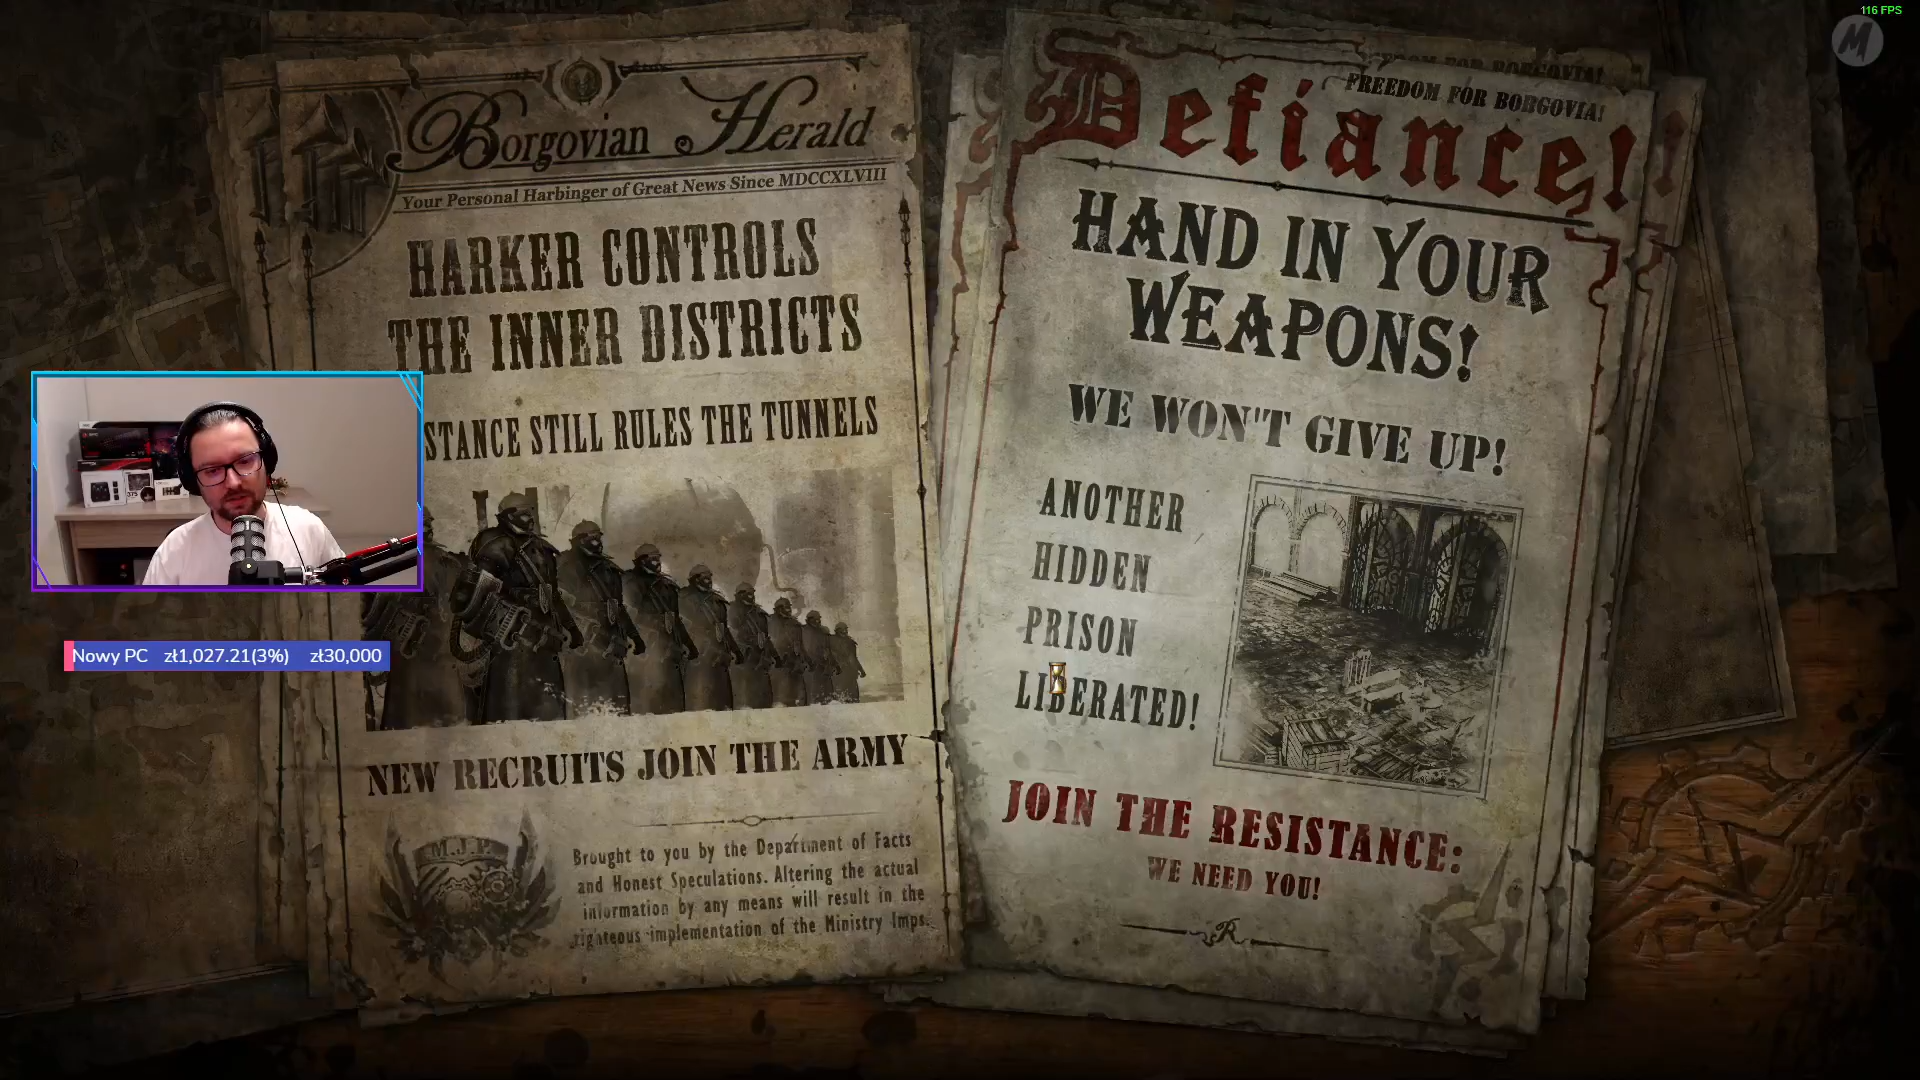 116 FPS
Borgovian Herald
Your Personal Harbinger of Great News Since MDCCXLVIII
HARKER CONTROLS
THE INNER DISTRICTS
STANCE STILL RULES THE TUNNELS
NEW RECRUITS JOIN THE ARMY
M.J.P.
Brought to you by the Department of Facts
and Honest Speculations. Altering the actual
information by any means will result in the
righteous implementation of the Ministry Imps.
FREEDOM FOR BORGOVIA!
Defiance!
HAND IN YOUR
WEAPONS!
WE WON'T GIVE UP!
ANOTHER
HIDDEN
PRISON
LIBERATED!
JOIN THE RESISTANCE:
WE NEED YOU!
R
Nowy PC zł1,027.21(3%) zł30,000
M